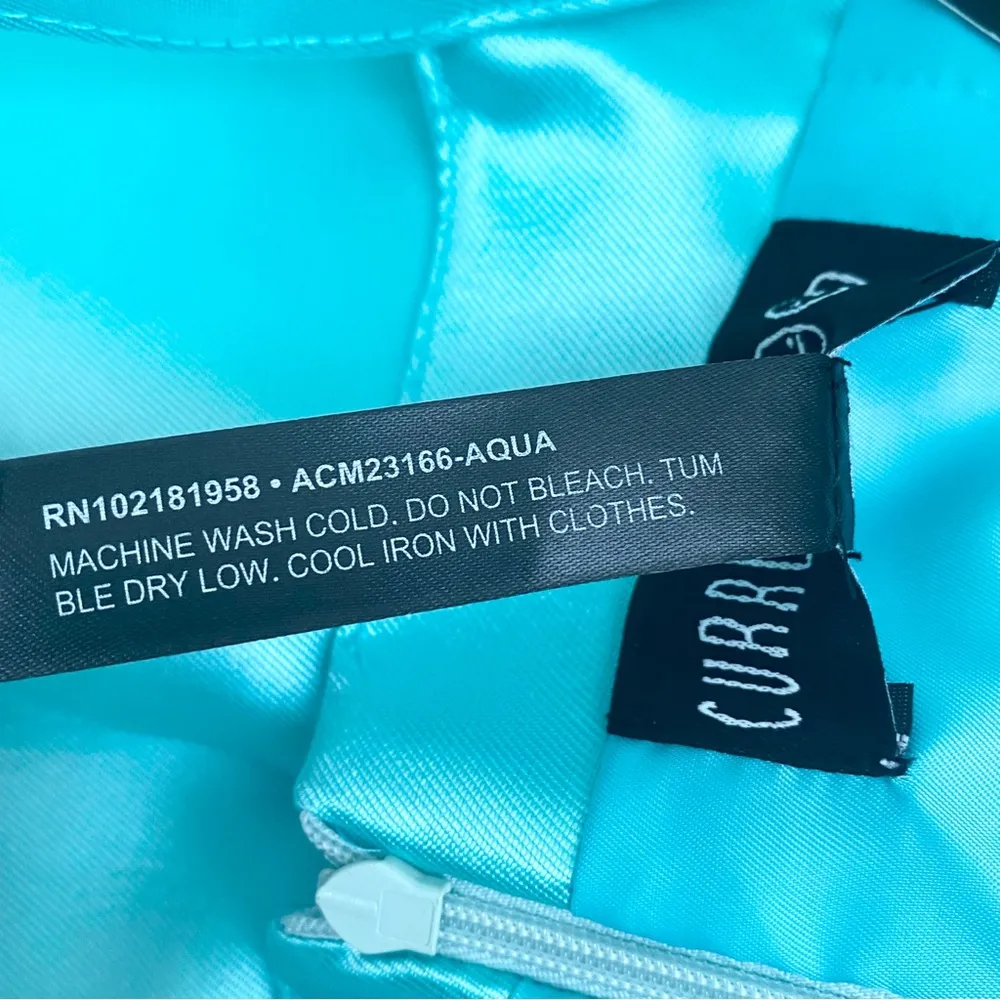 RN102181958 • ACM23166-AQUA
MACHINE WASH COLD. DO NOT BLEACH. TUM
BLE DRY LOW. COOL IRON WITH CLOTHES.